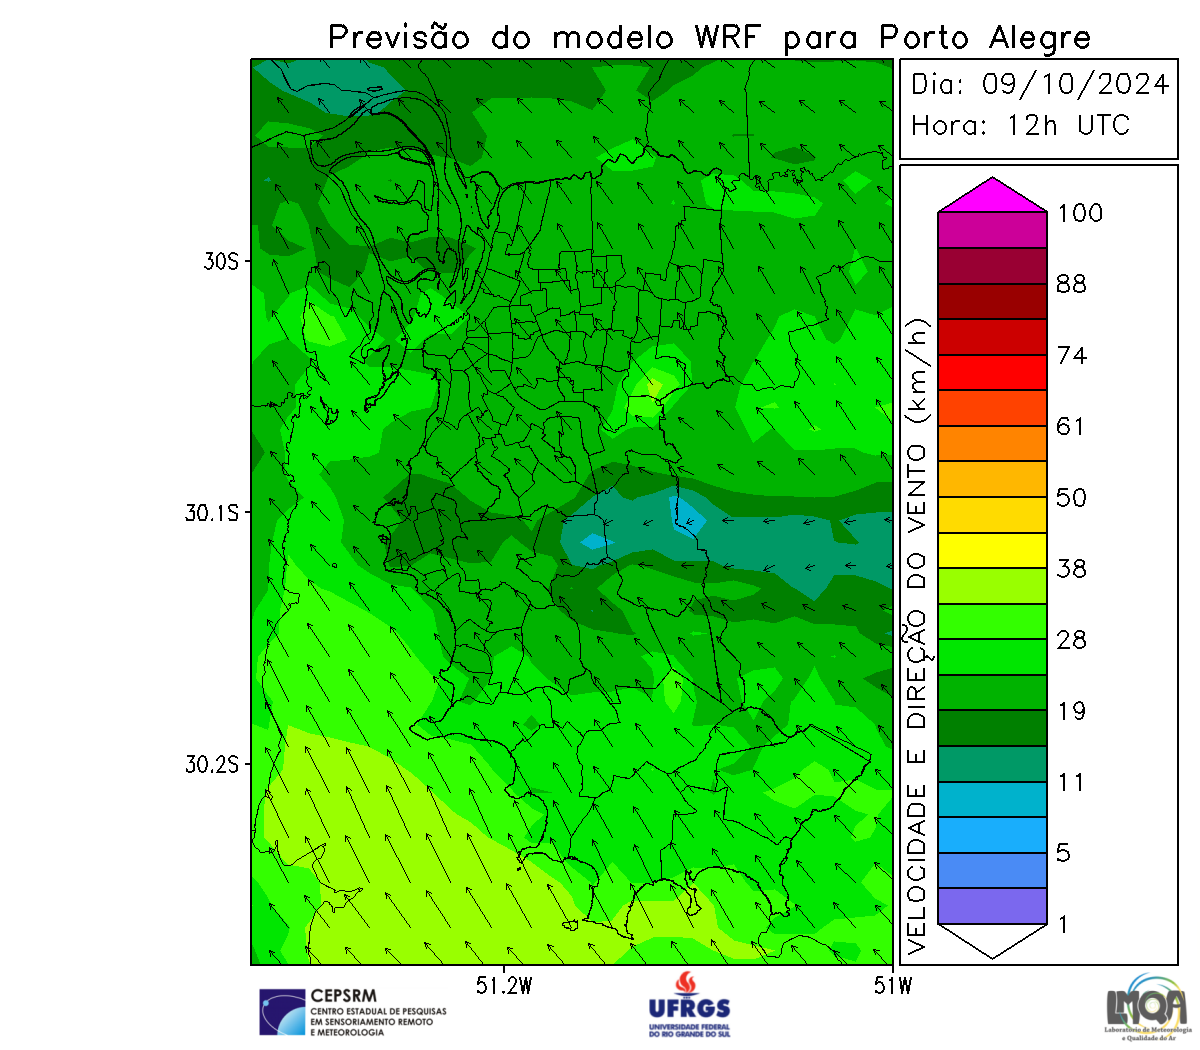 Previsão do modelo WRF para Porto Alegre
Dia: 09/10/2024
Hora: 12h UTC
30S
30.1S
30.2S
51.2W
51W
VELOCIDADE E DIREÇÃO DO VENTO (km/h)
100
88
74
61
50
38
28
19
11
5
1
CEPSRM
CENTRO ESTADUAL DE PESQUISAS
EM SENSORIAMENTO REMOTO
E METEOROLOGIA
UFRGS
UNIVERSIDADE FEDERAL
DO RIO GRANDE DO SUL
LMQA
Laboratório de Meteorologia
e Qualidade do Ar